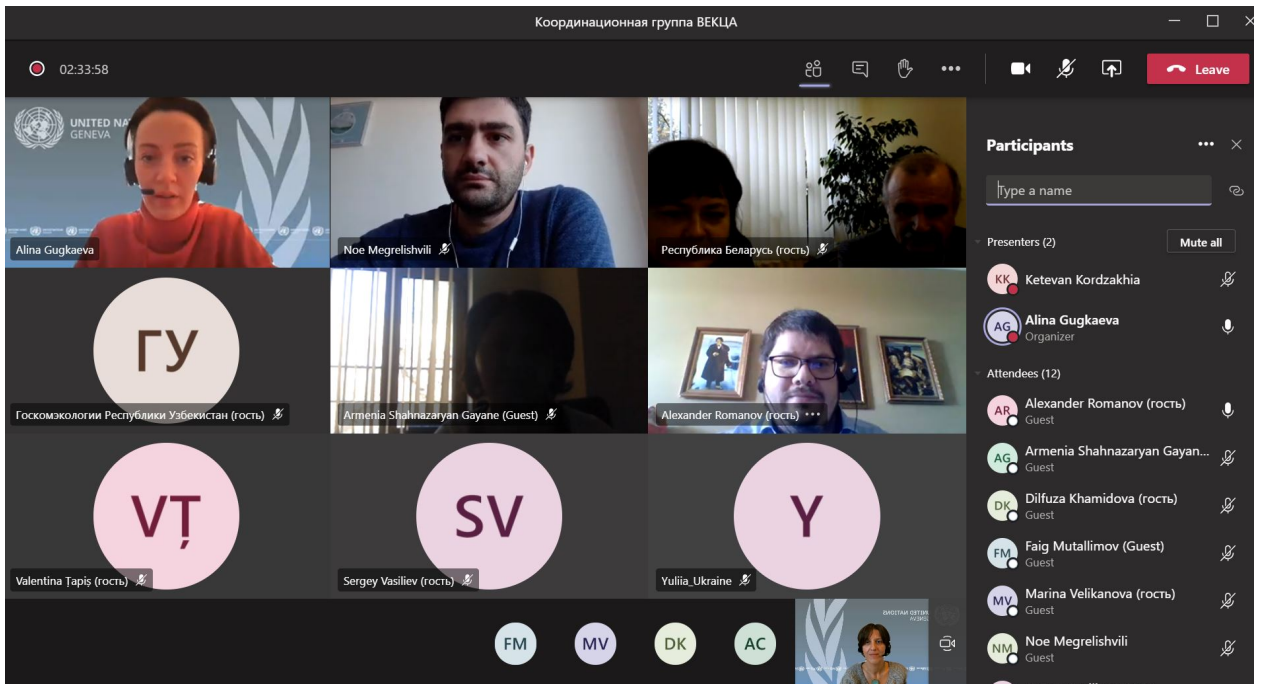 Координационная группа ВЕКЦА
02:33:58
Leave
UNITED NA
GENEVA
Alina Gugkaeva
Noe Megrelishvili
Республика Беларусь (гость)
ГУ
Госкомэкологии Республики Узбекистан (гость)
Armenia Shahnazaryan Gayane (Guest)
Alexander Romanov (гость)
VȚ
Valentina Țapiș (гость)
SV
Sergey Vasiliev (гость)
Y
Yuliia_Ukraine
FM
MV
DK
AC
Participants
Type a name
Presenters (2)
Mute all
KK
Ketevan Kordzakhia
AG
Alina Gugkaeva
Organizer
Attendees (12)
AR
Alexander Romanov (гость)
Guest
AG
Armenia Shahnazaryan Gayan...
Guest
DK
Dilfuza Khamidova (гость)
Guest
FM
Faig Mutallimov (Guest)
Guest
MV
Marina Velikanova (гость)
Guest
NM
Noe Megrelishvili
Guest